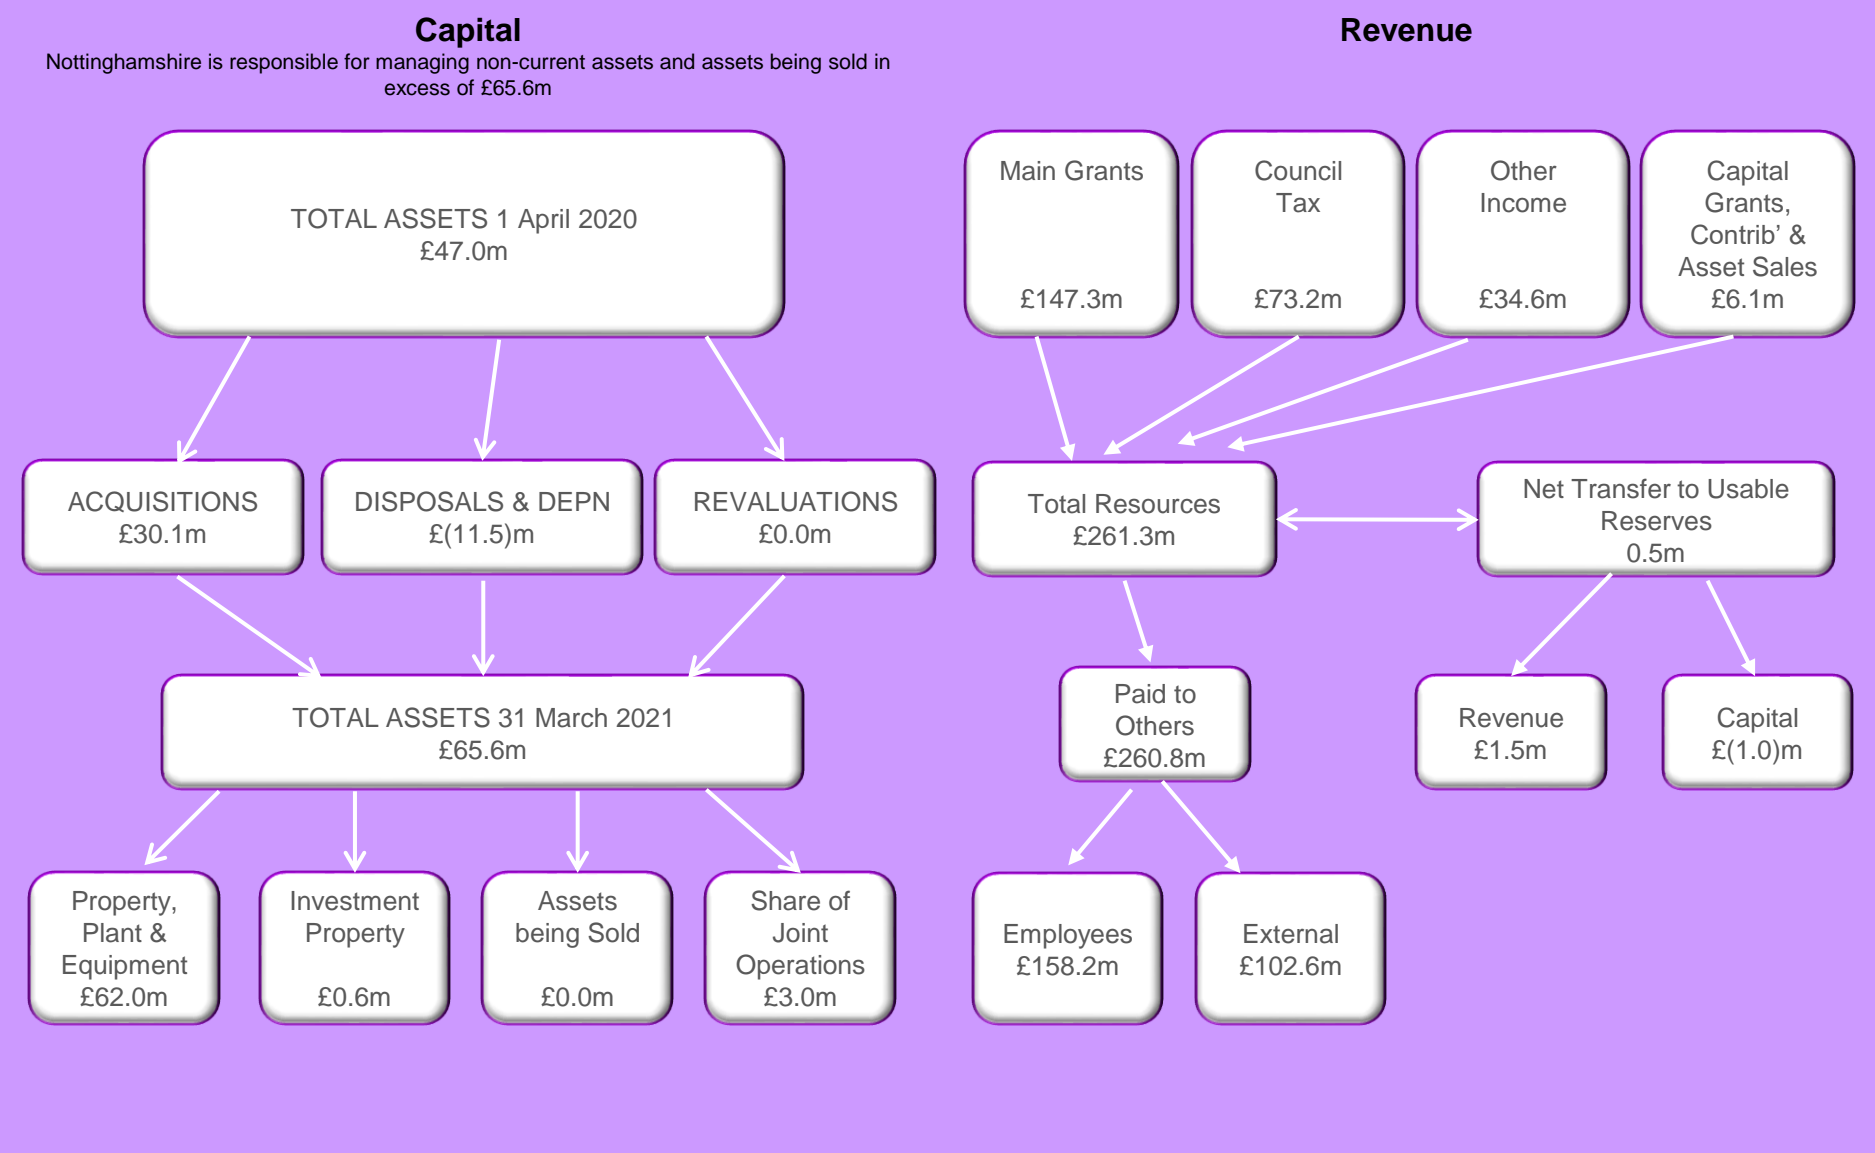 Capital
Nottinghamshire is responsible for managing non-current assets and assets being sold in
excess of £65.6m
TOTAL ASSETS 1 April 2020
£47.0m
ACQUISITIONS
£30.1m
DISPOSALS & DEPN
£(11.5)m
REVALUATIONS
£0.0m
TOTAL ASSETS 31 March 2021
£65.6m
Property,
Plant &
Equipment
£62.0m
Investment
Property
£0.6m
Assets
being Sold
£0.0m
Share of
Joint
Operations
£3.0m
Revenue
Main Grants
£147.3m
Council
Tax
£73.2m
Other
Income
£34.6m
Capital
Grants,
Contrib’ &
Asset Sales
£6.1m
Total Resources
£261.3m
Net Transfer to Usable
Reserves
0.5m
Paid to
Others
£260.8m
Revenue
£1.5m
Capital
£(1.0)m
Employees
£158.2m
External
£102.6m